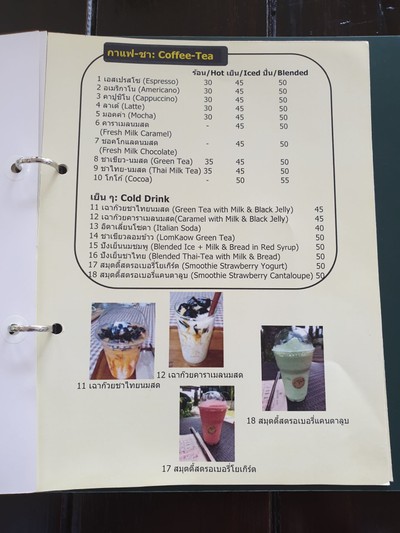 กาแฟ-ชา: Coffee-Tea
ร้อน/Hot เย็น/Iced ปั่น/Blended
1 เอสเปรสโซ (Espresso) 30 45 50
2 อเมริกาโน (Americano) 30 45 50
3 คาปูชิโน (Cappuccino) 30 45 50
4 ลาเต้ (Latte) 30 45 50
5 มอคค่า (Mocha) 30 45 50
6 คาราเมลนมสด - 45 50
(Fresh Milk Caramel)
7 ชอคโกแลตนมสด - 45 50
(Fresh Milk Chocolate)
8 ชาเขียว-นมสด (Green Tea) 35 45 50
9 ชาไทย-นมสด (Thai Milk Tea) 35 45 50
10 โกโก้ (Cocoa) - 50 55
เย็น ๆ: Cold Drink
11 เฉาก๊วยชาไทยนมสด (Green Tea with Milk & Black Jelly) 45
12 เฉาก๊วยคาราเมลนมสด(Caramel with Milk & Black Jelly) 45
13 อิตาเลี่ยนโซดา (Italian Soda) 40
14 ชาเขียวลอมข้าว (LomKaow Green Tea) 50
15 ปังเย็นนมชมพู (Blended Ice + Milk & Bread in Red Syrup) 50
16 ปังเย็นชาไทย (Blended Thai-Tea with Milk & Bread) 50
17 สมุตตี้สตรอเบอรี่โยเกิร์ต (Smoothie Strawberry Yogurt) 50
18 สมุตตี้สตรอเบอรี่แคนตาลูบ (Smoothie Strawberry Cantaloupe) 50
11 เฉาก๊วยชาไทยนมสด
12 เฉาก๊วยคาราเมลนมสด
17 สมุตตี้สตรอเบอรี่โยเกิร์ต
18 สมุตตี้สตรอเบอรี่แคนตาลูบ